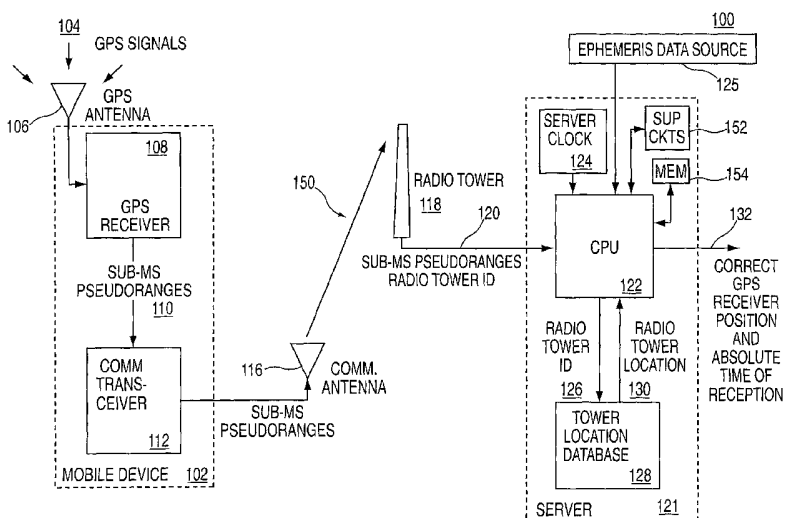 104
GPS SIGNALS
GPS
ANTENNA
106
108
GPS
RECEIVER
SUB-MS
PSEUDORANGES
110
COMM
TRANS-
CEIVER
112
MOBILE DEVICE 102
SUB-MS
PSEUDORANGES
116
COMM.
ANTENNA
150
RADIO TOWER
118
120
SUB-MS PSEUDORANGES
RADIO TOWER ID
100
EPHEMERIS DATA SOURCE
125
SERVER
CLOCK
124
SUP
CKTS
152
MEM
154
CPU
122
132
CORRECT
GPS
RECEIVER
POSITION
AND
ABSOLUTE
TIME OF
RECEPTION
RADIO
TOWER
ID
126
RADIO
TOWER
LOCATION
130
TOWER
LOCATION
DATABASE
128
SERVER 121